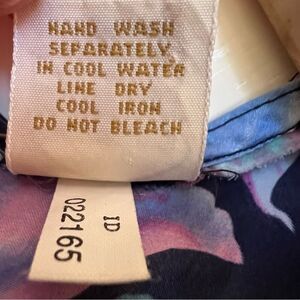 HAND WASH
SEPARATELY,
IN COOL WATER
LINE DRY
COOL IRON
DO NOT BLEACH
ID
022165